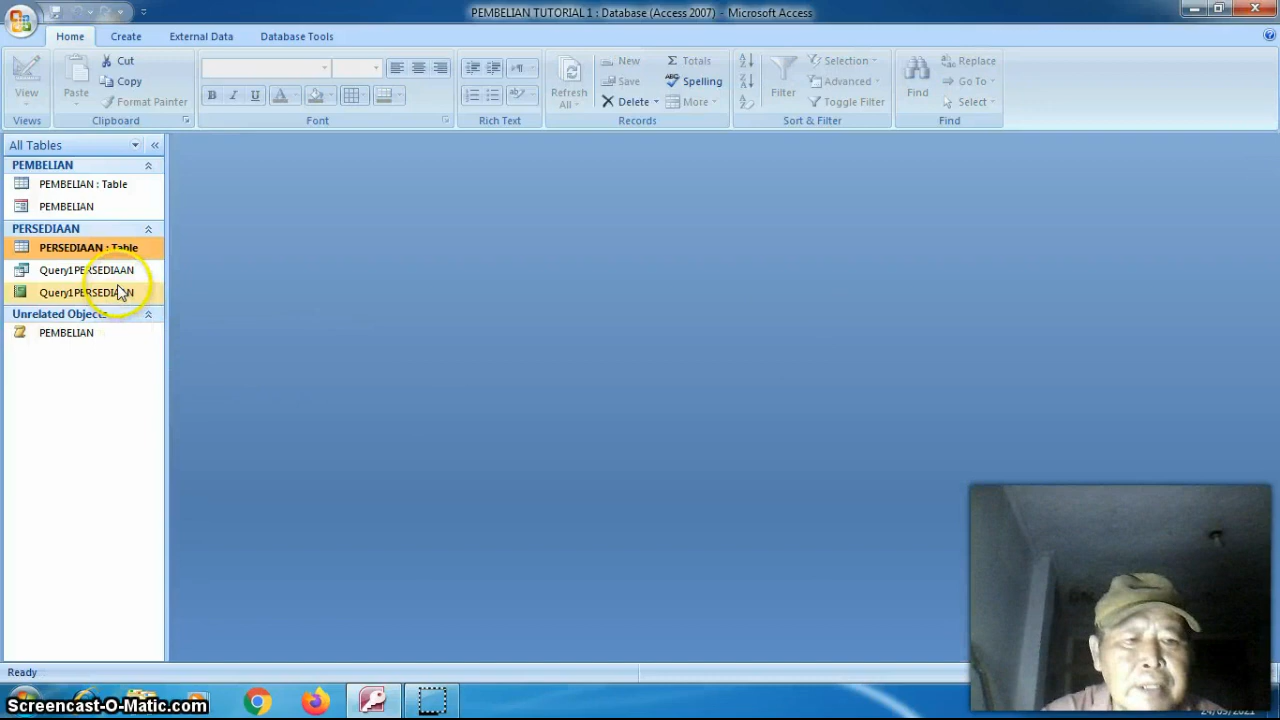 PEMBELIAN TUTORIAL 1 : Database (Access 2007) - Microsoft Access
Home Create External Data Database Tools
View
Views
Paste
Cut
Copy
Format Painter
Clipboard
B I U A
Font
Rich Text
Refresh All
New
Save
Delete
Totals
Spelling
More
Records
Filter
Selection
Advanced
Toggle Filter
Sort & Filter
Find
Replace
Go To
Select
Find
All Tables
PEMBELIAN
PEMBELIAN : Table
PEMBELIAN
PERSEDIAAN
PERSEDIAAN : Table
Query1PERSEDIAAN
Query1PERSEDIAAN
Unrelated Objects
PEMBELIAN
Ready
Screencast-O-Matic.com